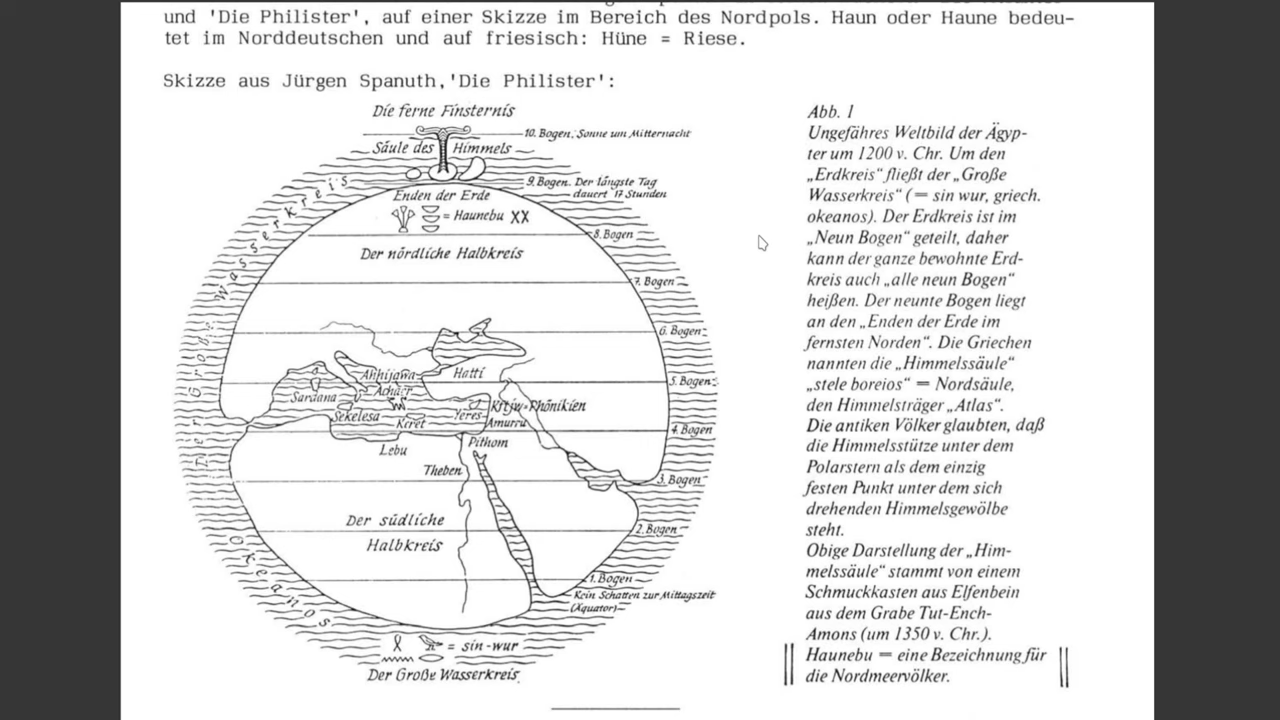 und 'Die Philister', auf einer Skizze im Bereich des Nordpols. Haun oder Haune bedeu-
tet im Norddeutschen und auf friesisch: Hüne = Riese.
Skizze aus Jürgen Spanuth,'Die Philister':
Die ferne Finsternis
10. Bogen. Sonne um Mitternacht
Säule des Himmels
9. Bogen. Der längste Tag
dauert 17 Stunden
Enden der Erde
= Haunebu XX
8. Bogen
Der nördliche Halbkreis
7. Bogen
6. Bogen
5. Bogen
Ahhijawa
Hatti
Achaer
Sardana
Sekelesa
Keret
Yeres
Kftjw=Phönikien
Amurru
4. Bogen
Lebu
Pithom
Theben
3. Bogen
Der südliche
Halbkreis
2. Bogen
1. Bogen
Kein Schatten zur Mittagszeit
(Äquator)
Der Große Wasserkreis
Okeanos
= sin-wur
Der Große Wasserkreis.
Abb. 1
Ungefähres Weltbild der Ägyp-
ter um 1200 v. Chr. Um den
„Erdkreis" fließt der „Große
Wasserkreis" (= sin wur, griech.
okeanos). Der Erdkreis ist im
„Neun Bogen" geteilt, daher
kann der ganze bewohnte Erd-
kreis auch „alle neun Bogen"
heißen. Der neunte Bogen liegt
an den „Enden der Erde im
fernsten Norden". Die Griechen
nannten die „Himmelssäule"
„stele boreios" = Nordsäule,
den Himmelsträger „Atlas".
Die antiken Völker glaubten, daß
die Himmelsstütze unter dem
Polarstern als dem einzig
festen Punkt unter dem sich
drehenden Himmelsgewölbe
steht.
Obige Darstellung der „Him-
melssäule" stammt von einem
Schmuckkasten aus Elfenbein
aus dem Grabe Tut-Ench-
Amons (um 1350 v. Chr.).
Haunebu = eine Bezeichnung für
die Nordmeervölker.